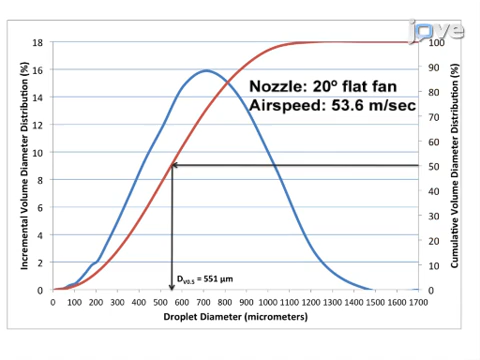 jove
Nozzle: 20º flat fan
Airspeed: 53.6 m/sec
Incremental Volume Diameter Distribution (%)
18
16
14
12
10
8
6
4
2
0
Cumulative Volume Diameter Distribution (%)
100
90
80
70
60
50
40
30
20
10
0
DV0.5 = 551 µm
0 100 200 300 400 500 600 700 800 900 1000 1100 1200 1300 1400 1500 1600 1700
Droplet Diameter (micrometers)